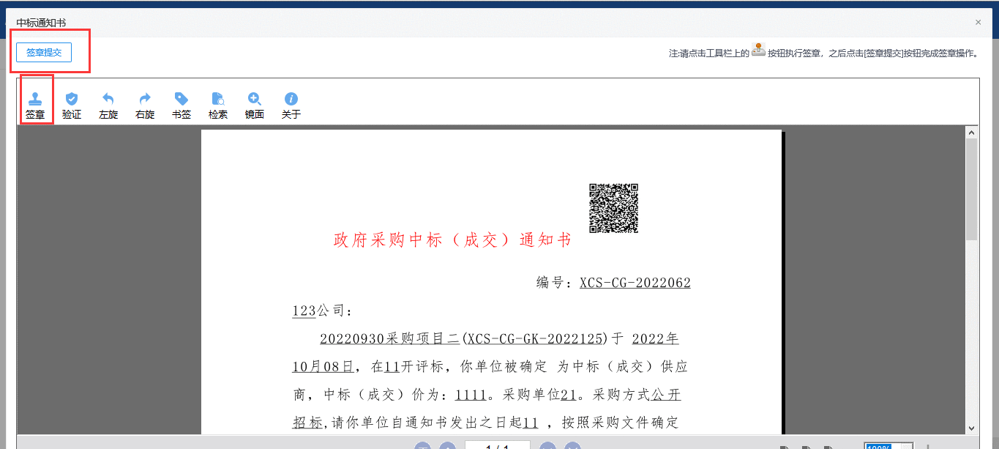 中标通知书
×
签章提交
注:请点击工具栏上的 按钮执行签章，之后点击[签章提交]按钮完成签章操作。
签章 验证 左旋 右旋 书签 检索 镜面 关于
政府采购中标（成交）通知书
编号：XCS-CG-2022062
123公司：
20220930采购项目二(XCS-CG-GK-2022125)于 2022年
10月08日，在11开评标，你单位被确定 为中标（成交）供应
商，中标（成交）价为：1111。采购单位21。采购方式公开
招标,请你单位自通知书发出之日起11 ，按照采购文件确定
1 / 1
100%